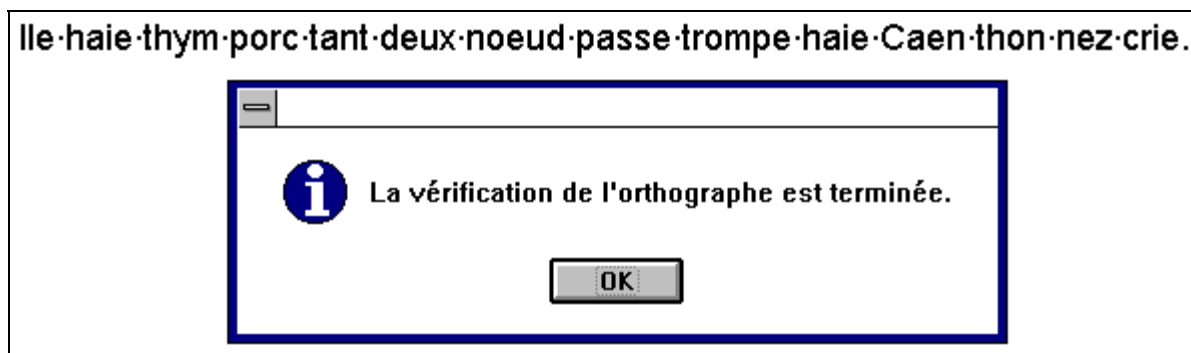 Ile·haie·thym·porc·tant·deux·noeud·passe·trompe·haie·Caen·thon·nez·crie.
La vérification de l'orthographe est terminée.
OK